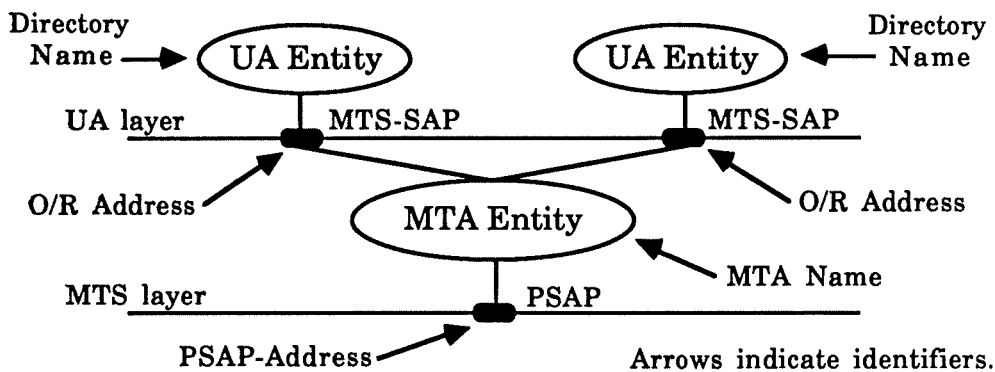 Directory
Name
UA Entity
UA Entity
Directory
Name
UA layer
MTS-SAP
MTS-SAP
O/R Address
MTA Entity
O/R Address
MTA Name
MTS layer
PSAP
PSAP-Address
Arrows indicate identifiers.